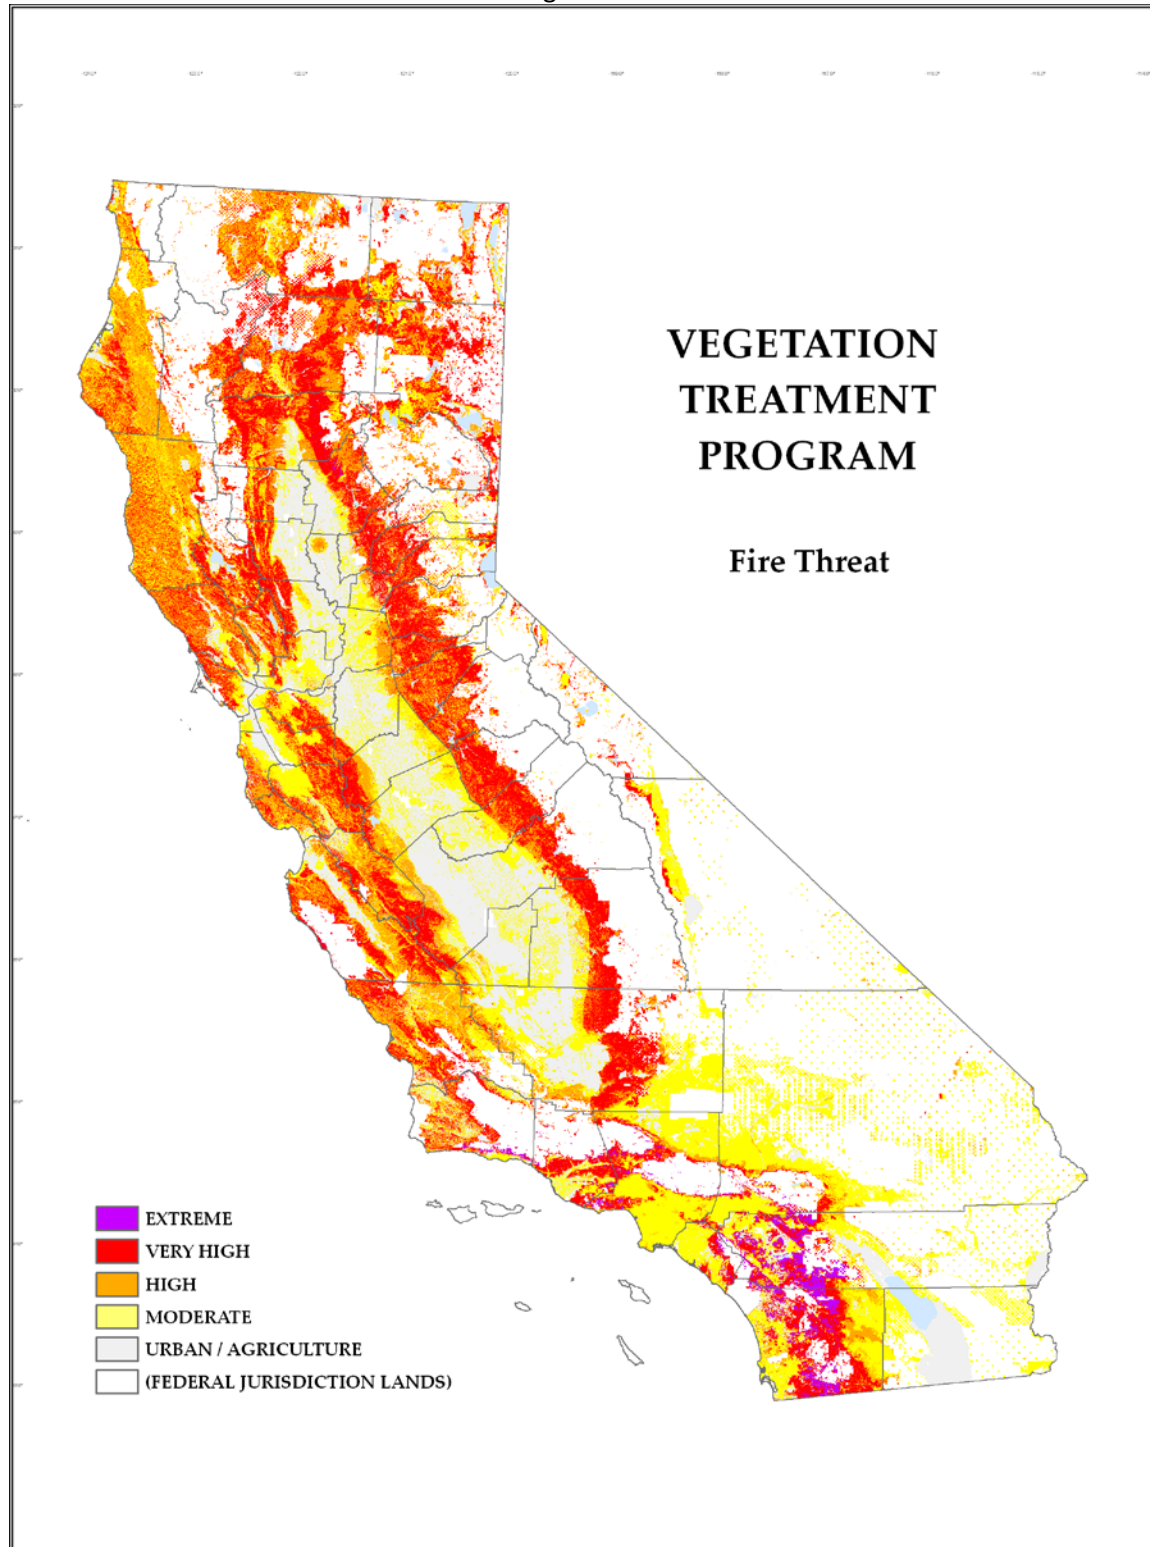 VEGETATION
TREATMENT
PROGRAM
Fire Threat
EXTREME
VERY HIGH
HIGH
MODERATE
URBAN / AGRICULTURE
(FEDERAL JURISDICTION LANDS)